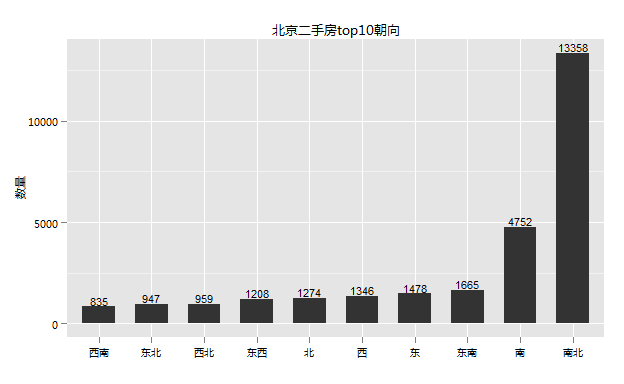 北京二手房top10朝向
13358
10000
数量
4752
5000
835
947
959
1208
1274
1346
1478
1665
0
西南
东北
西北
东西
北
西
东
东南
南
南北